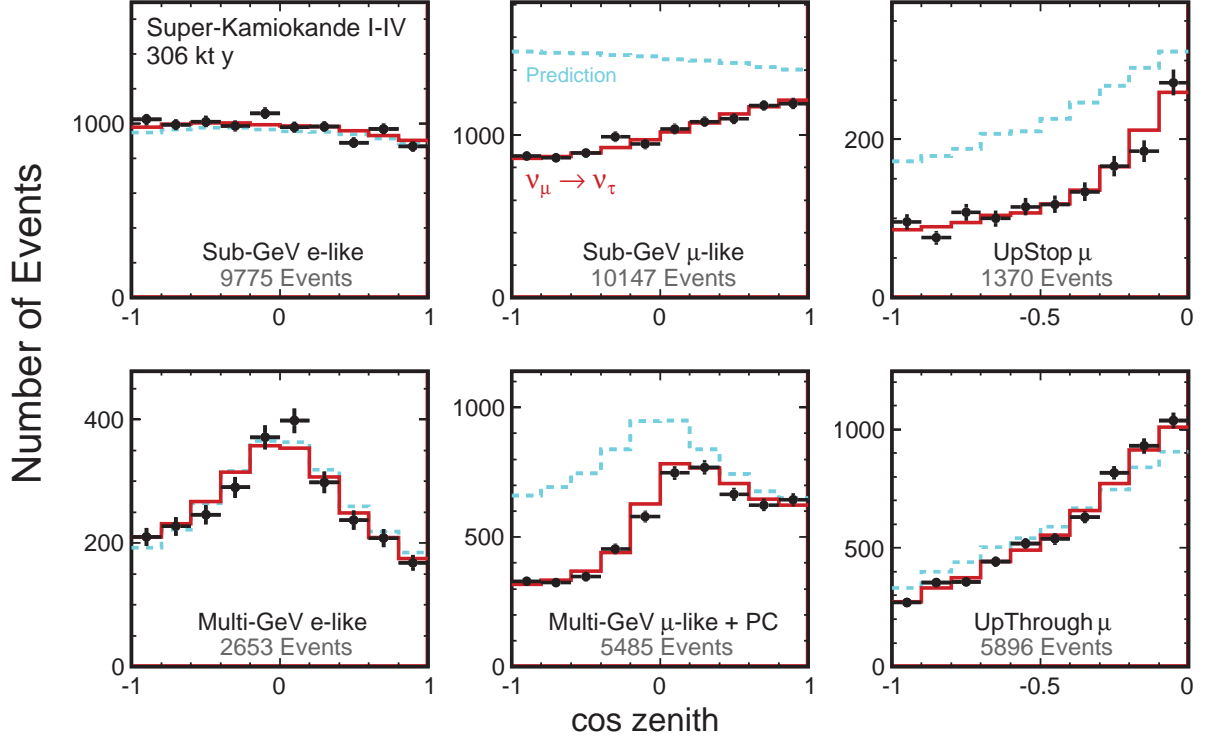 Number of Events
Super-Kamiokande I-IV
306 kt y
1000
0
Sub-GeV e-like
9775 Events
-1 0 1
Prediction
1000
0
νμ → ντ
Sub-GeV μ-like
10147 Events
-1 0 1
200
0
UpStop μ
1370 Events
-1 -0.5 0
400
200
0
Multi-GeV e-like
2653 Events
-1 0 1
1000
500
0
Multi-GeV μ-like + PC
5485 Events
-1 0 1
1000
500
0
UpThrough μ
5896 Events
-1 -0.5 0
cos zenith